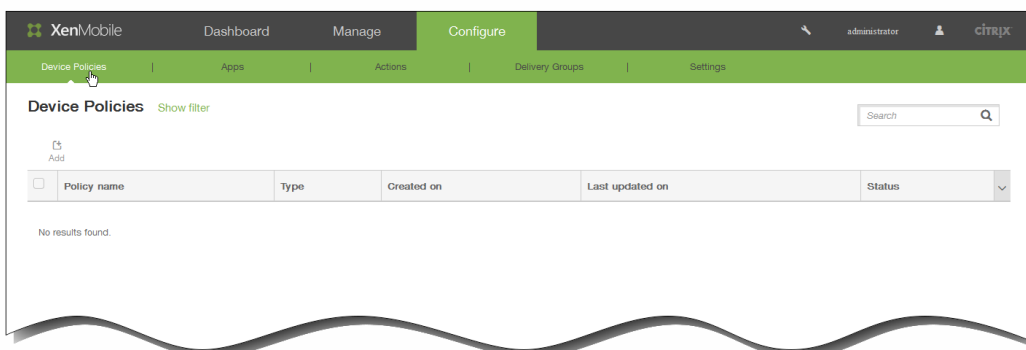 XenMobile Dashboard Manage Configure administrator CITRIX
Device Policies | Apps | Actions | Delivery Groups | Settings
Device Policies Show filter Search
Add
Policy name Type Created on Last updated on Status
No results found.